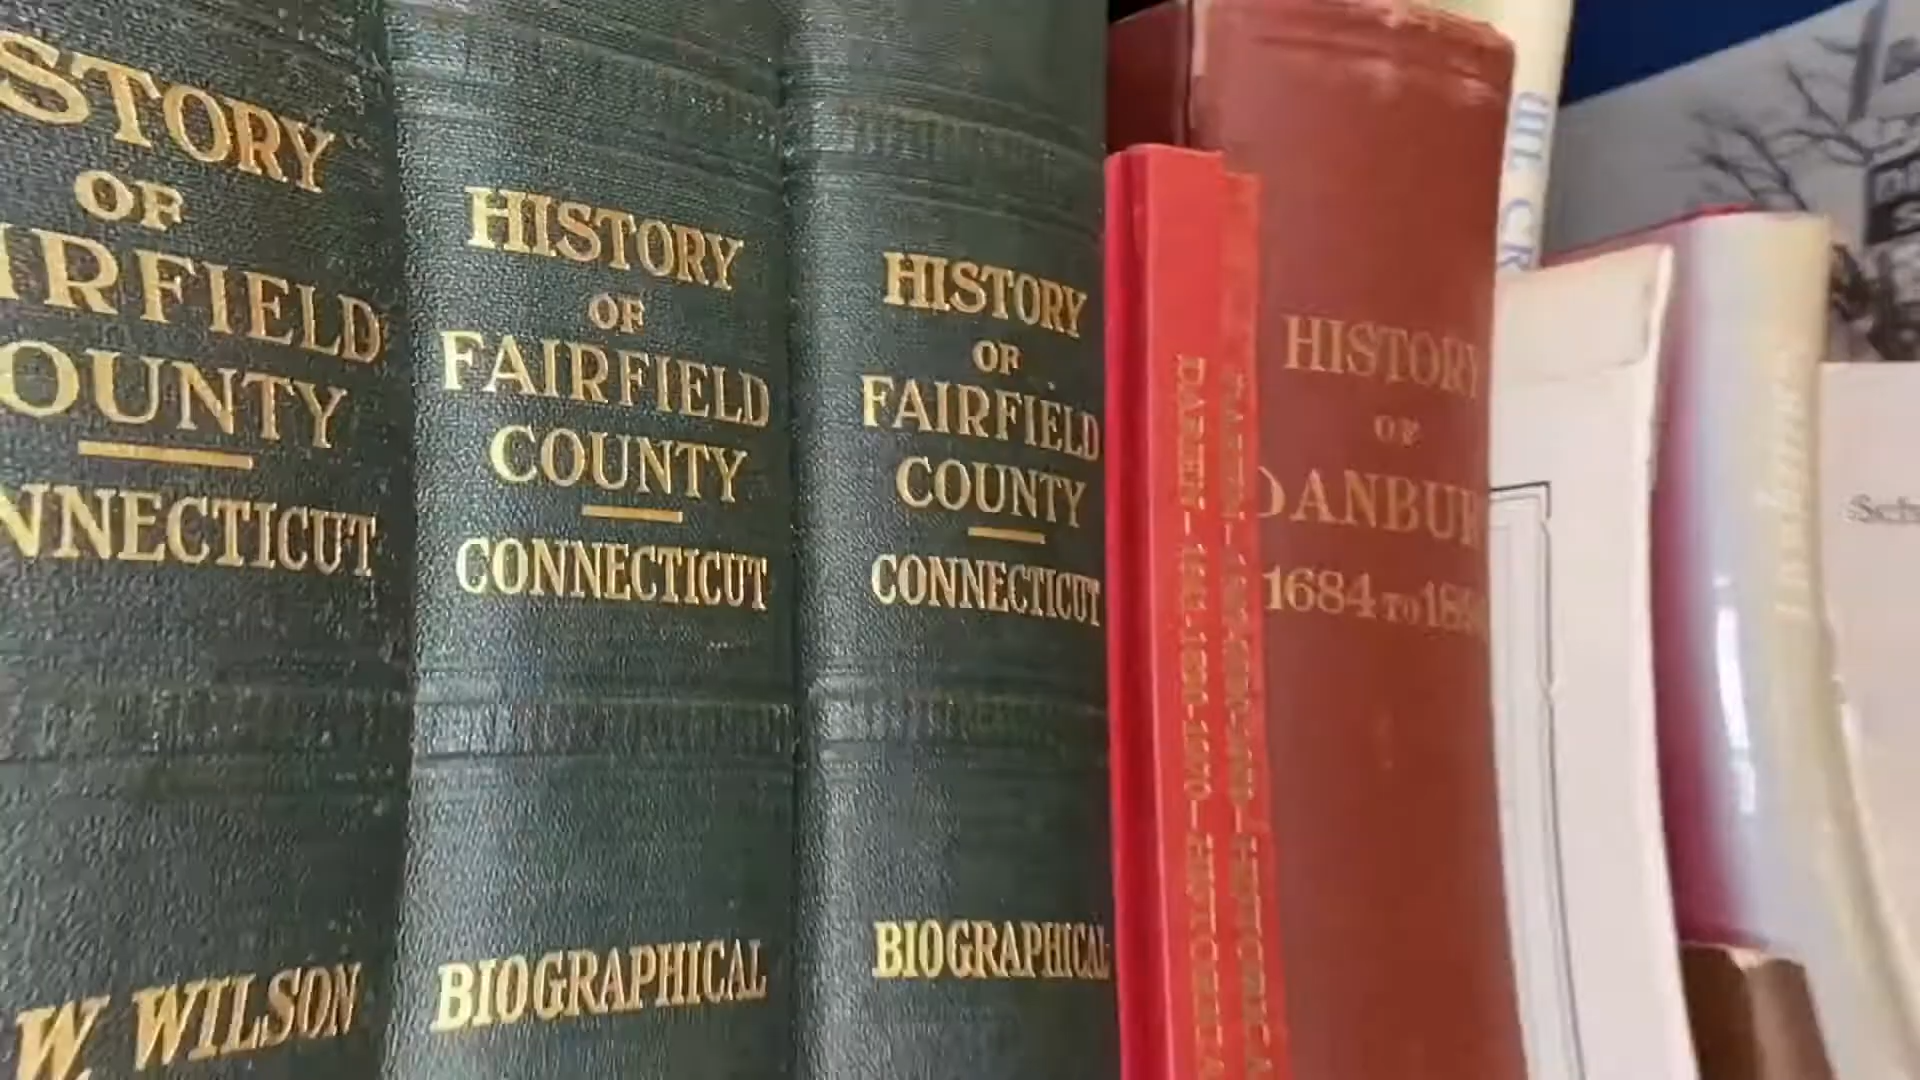 STORY
OF
IRFIELD
OUNTY
NNECTICUT
W. WILSON
HISTORY
OF
FAIRFIELD
COUNTY
CONNECTICUT
BIOGRAPHICAL
HISTORY
OF
FAIRFIELD
COUNTY
CONNECTICUT
BIOGRAPHICAL
DARIEN
HISTORY
OF
DANBUR
1684 TO